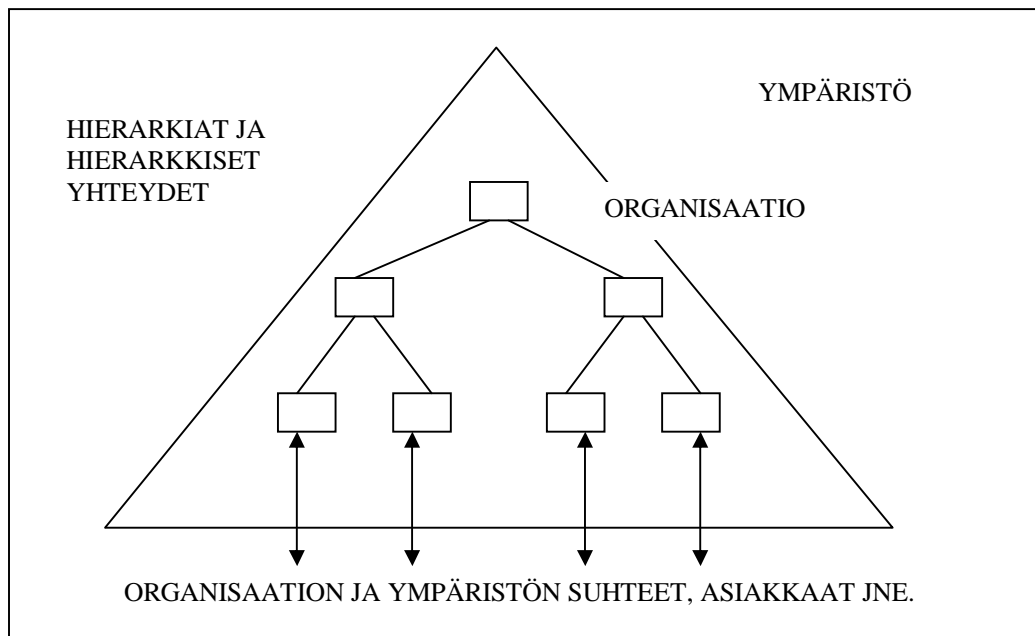 YMPÄRISTÖ
HIERARKIAT JA
HIERARKKISET
YHTEYDET
ORGANISAATIO
ORGANISAATION JA YMPÄRISTÖN SUHTEET, ASIAKKAAT JNE.